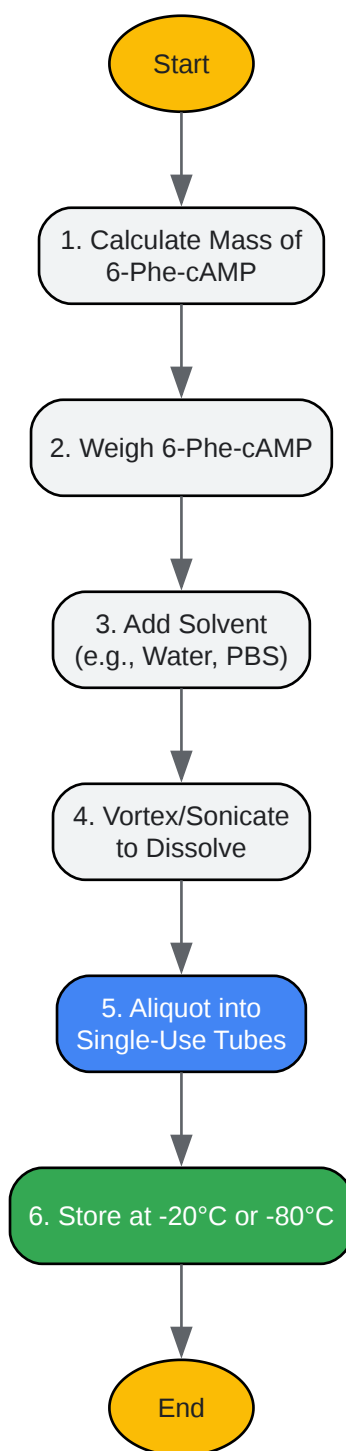 Start
1. Calculate Mass of
6-Phe-cAMP
2. Weigh 6-Phe-cAMP
3. Add Solvent
(e.g., Water, PBS)
4. Vortex/Sonicate
to Dissolve
5. Aliquot into
Single-Use Tubes
6. Store at -20°C or -80°C
End